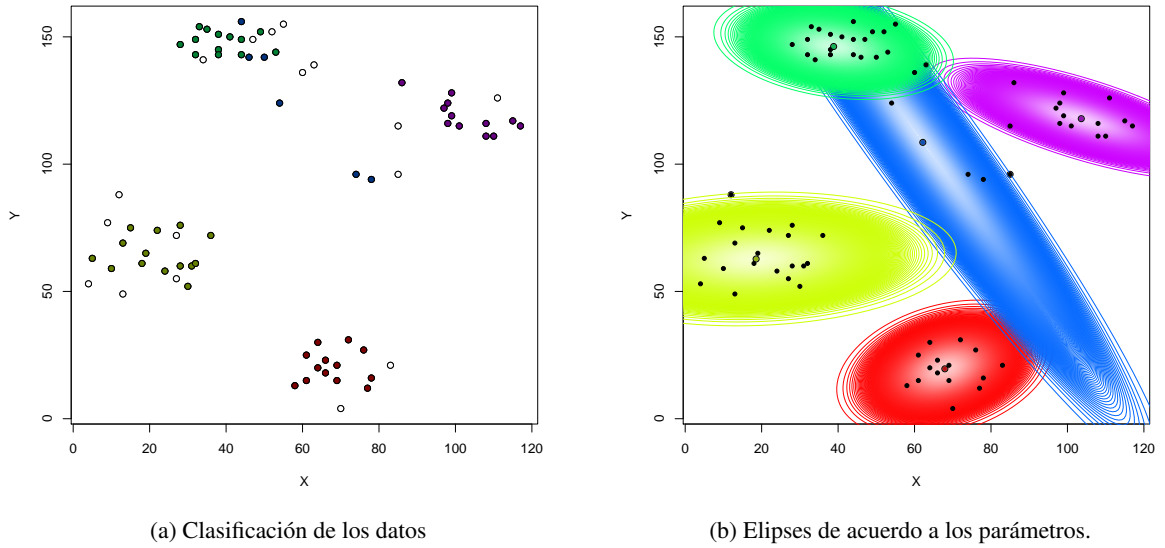 0 50 100 150
Y
0 20 40 60 80 100 120
X
(a) Clasificación de los datos
0 50 100 150
Y
0 20 40 60 80 100 120
X
(b) Elipses de acuerdo a los parámetros.